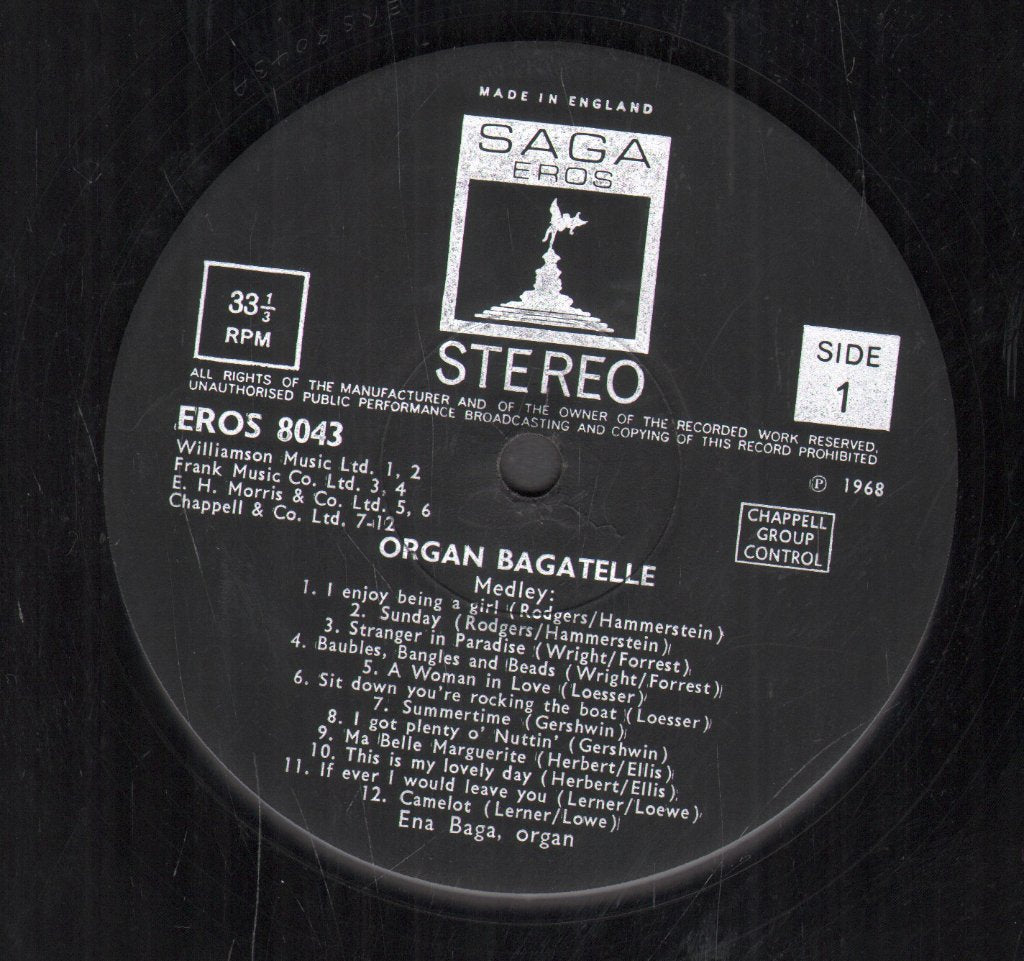 MADE IN ENGLAND
SAGA
EROS
33 1/3
RPM
STEREO
SIDE
1
ALL RIGHTS OF THE MANUFACTURER AND OF THE OWNER OF THE RECORDED WORK RESERVED.
UNAUTHORISED PUBLIC PERFORMANCE BROADCASTING AND COPYING OF THIS RECORD PROHIBITED
EROS 8043
Williamson Music Ltd. 1, 2
Frank Music Co. Ltd. 3, 4
E. H. Morris & Co. Ltd. 5, 6
Chappell & Co. Ltd. 7-12
℗ 1968
CHAPPELL
GROUP
CONTROL
ORGAN BAGATELLE
Medley:
1. I enjoy being a girl (Rodgers/Hammerstein)
2. Sunday (Rodgers/Hammerstein)
3. Stranger in Paradise (Wright/Forrest)
4. Baubles, Bangles and Beads (Wright/Forrest)
5. A Woman in Love (Loesser)
6. Sit down you're rocking the boat (Loesser)
7. Summertime (Gershwin)
8. I got plenty o' Nuttin' (Gershwin)
9. Ma Belle Marguerite (Herbert/Ellis)
10. This is my lovely day (Herbert/Ellis)
11. If ever I would leave you (Lerner/Loewe)
12. Camelot (Lerner/Lowe)
Ena Baga, organ